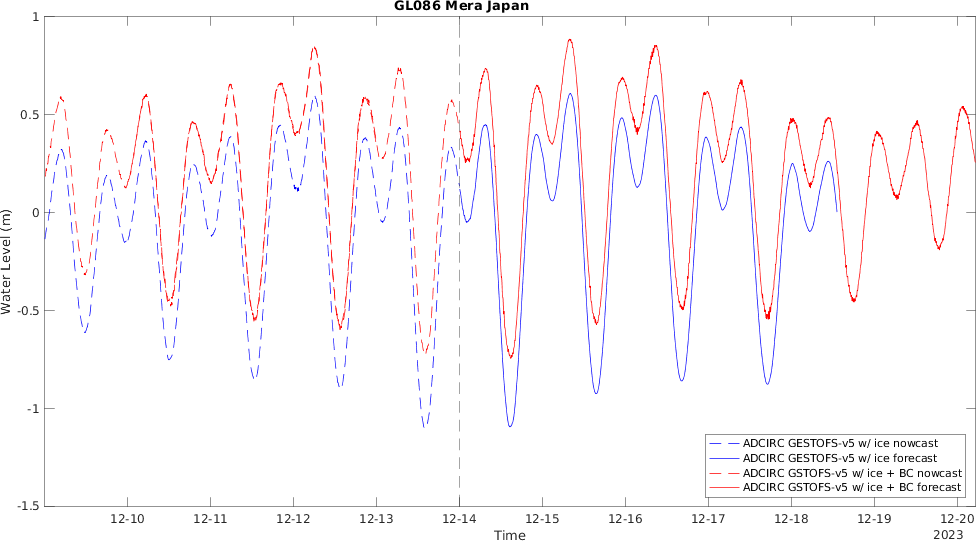 GL086 Mera Japan
1
0.5
0
-0.5
-1
-1.5
Water Level (m)
12-10 12-11 12-12 12-13 12-14 12-15 12-16 12-17 12-18 12-19 12-20
Time
2023
ADCIRC GESTOFS-v5 w/ ice nowcast
ADCIRC GESTOFS-v5 w/ ice forecast
ADCIRC GSTOFS-v5 w/ ice + BC nowcast
ADCIRC GSTOFS-v5 w/ ice + BC forecast